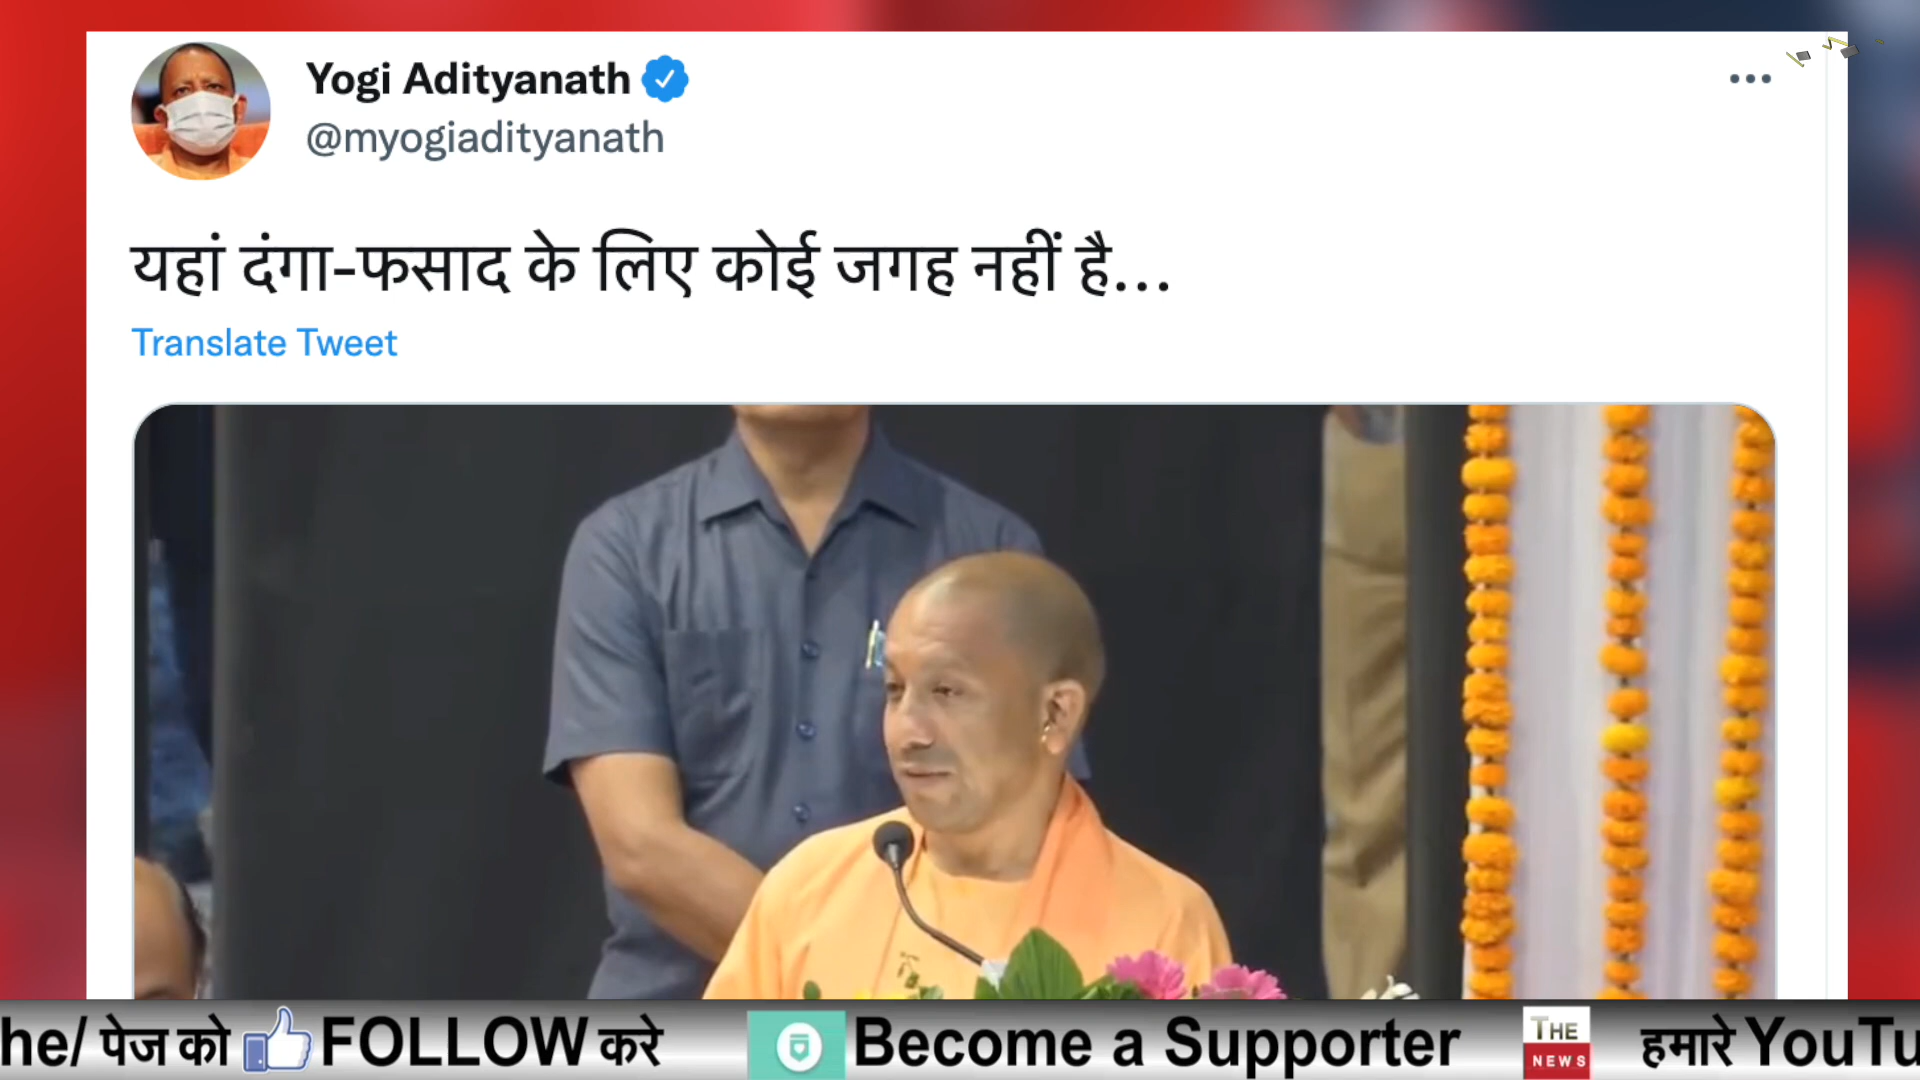 Yogi Adityanath
@myogiadityanath
यहां दंगा-फसाद के लिए कोई जगह नहीं है...
Translate Tweet
he/ पेज को FOLLOW करे Become a Supporter THE NEWS हमारे YouTu